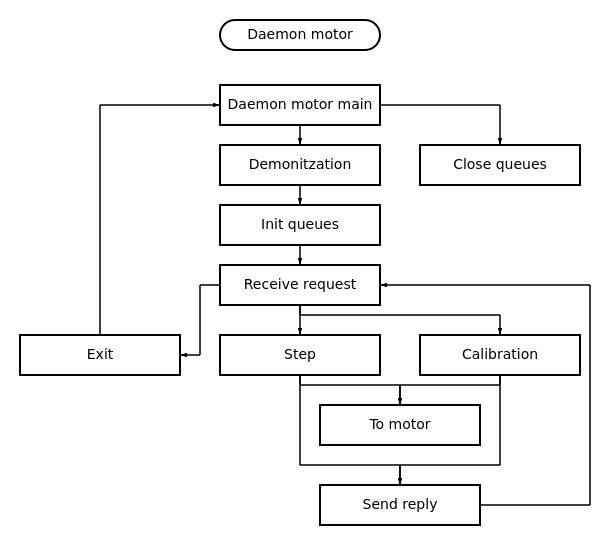 Daemon motor
Daemon motor main
Demonitzation
Close queues
Init queues
Receive request
Exit
Step
Calibration
To motor
Send reply